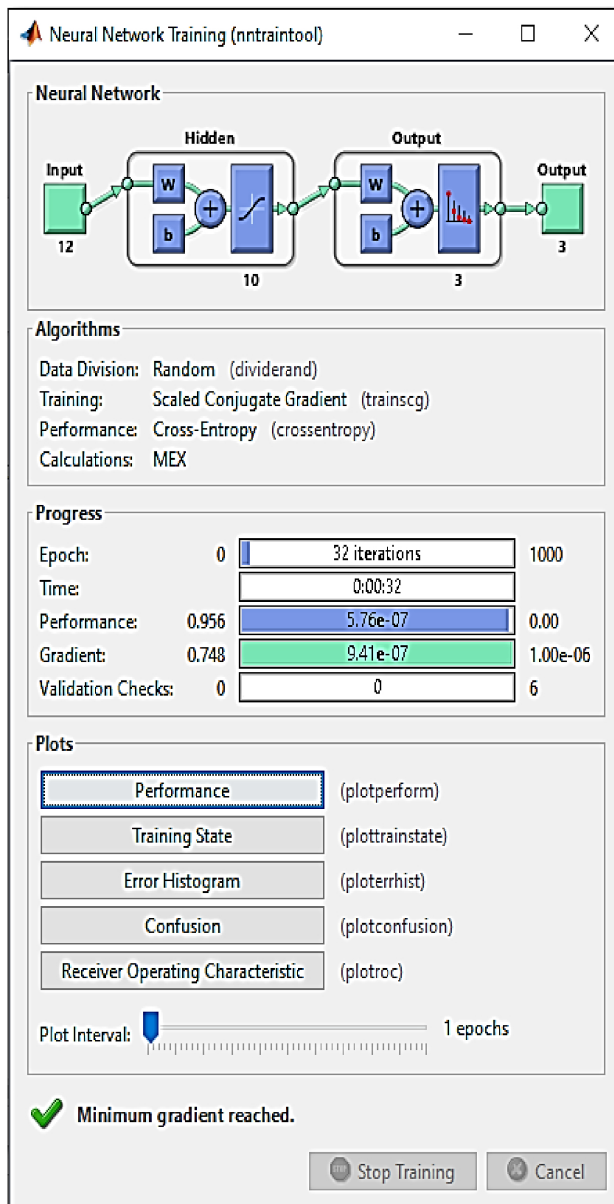 Neural Network Training (nntraintool)
Neural Network
Hidden Output
Input Output
W W
b b
+ +
12 10 3 3
Algorithms
Data Division: Random (dividerand)
Training: Scaled Conjugate Gradient (trainscg)
Performance: Cross-Entropy (crossentropy)
Calculations: MEX
Progress
Epoch: 0 32 iterations 1000
Time: 0:00:32
Performance: 0.956 5.76e-07 0.00
Gradient: 0.748 9.41e-07 1.00e-06
Validation Checks: 0 0 6
Plots
Performance (plotperform)
Training State (plottrainstate)
Error Histogram (ploterrhist)
Confusion (plotconfusion)
Receiver Operating Characteristic (plotroc)
Plot Interval: 1 epochs
Minimum gradient reached.
STOP Stop Training Cancel